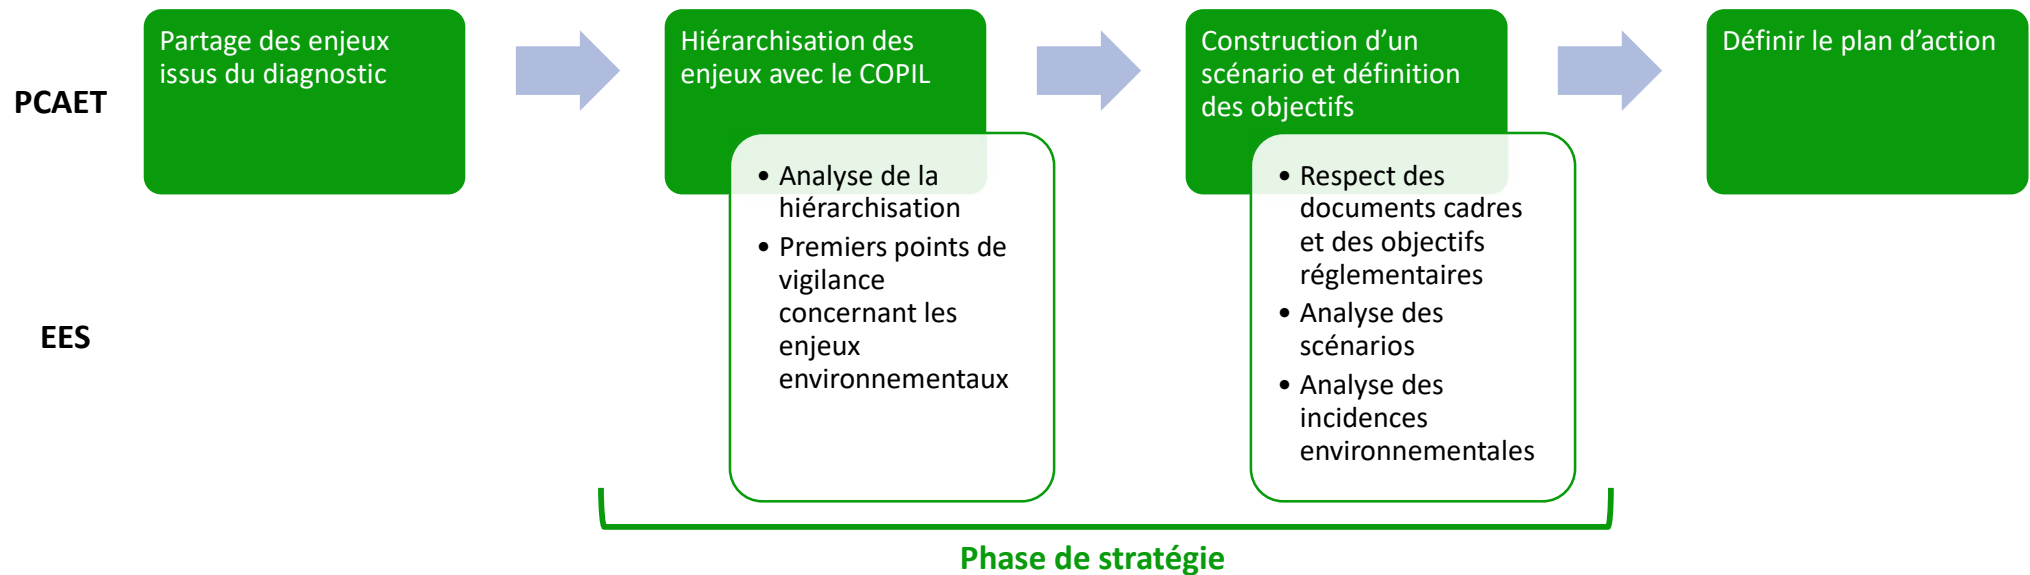 PCAET
Partage des enjeux
issus du diagnostic
Hiérarchisation des
enjeux avec le COPIL
Construction d’un
scénario et définition
des objectifs
Définir le plan d’action
EES
• Analyse de la
hiérarchisation
• Premiers points de
vigilance
concernant les
enjeux
environnementaux
• Respect des
documents cadres
et des objectifs
réglementaires
• Analyse des
scénarios
• Analyse des
incidences
environnementales
Phase de stratégie